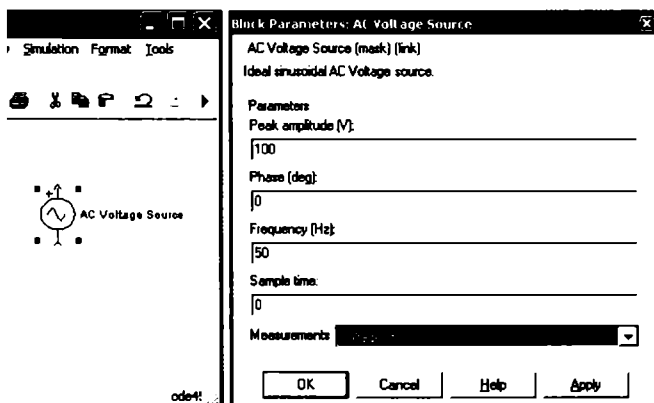 Block Parameters: AC Voltage Source
Simulation Format Tools
AC Voltage Source (mask) (link)
Ideal sinusoidal AC Voltage source.
Parameters
Peak amplitude (V):
100
Phase (deg):
0
Frequency (Hz):
50
Sample time:
0
Measurements
AC Voltage Source
OK Cancel Help Apply